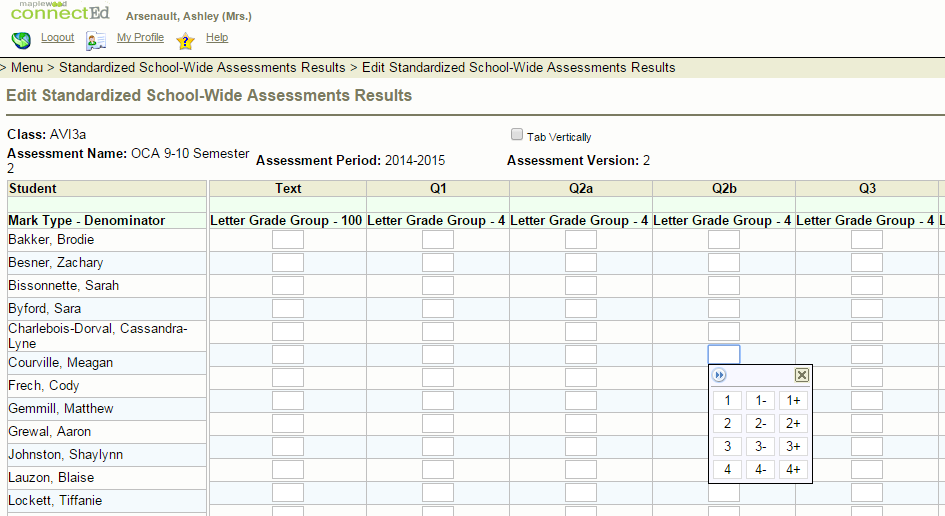 maplewood
connectEd
Arsenault, Ashley (Mrs.)
Logout My Profile Help
> Menu > Standardized School-Wide Assessments Results > Edit Standardized School-Wide Assessments Results
Edit Standardized School-Wide Assessments Results
Class: AVI3a
Tab Vertically
Assessment Name: OCA 9-10 Semester
2
Assessment Period: 2014-2015
Assessment Version: 2
Student Text Q1 Q2a Q2b Q3
Mark Type - Denominator Letter Grade Group - 100 Letter Grade Group - 4 Letter Grade Group - 4 Letter Grade Group - 4 Letter Grade Group - 4 L
Bakker, Brodie
Besner, Zachary
Bissonnette, Sarah
Byford, Sara
Charlebois-Dorval, Cassandra-
Lyne
Courville, Meagan
Frech, Cody
Gemmill, Matthew
Grewal, Aaron
Johnston, Shaylynn
Lauzon, Blaise
Lockett, Tiffanie
1 1- 1+
2 2- 2+
3 3- 3+
4 4- 4+